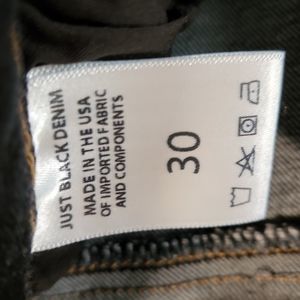 JUST BLACK DENIM
MADE IN THE USA
OF IMPORTED FABRIC
AND COMPONENTS
30